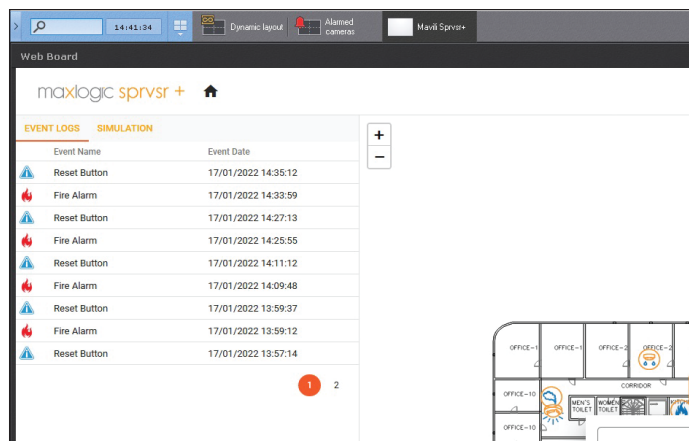 14:41:34
Dynamic layout
Alarmed
cameras
Mavili Sprvsr+
Web Board
maxlogic sprvsr +
EVENT LOGS SIMULATION
+
−
Event Name Event Date
Reset Button 17/01/2022 14:35:12
Fire Alarm 17/01/2022 14:33:59
Reset Button 17/01/2022 14:27:13
Fire Alarm 17/01/2022 14:25:55
Reset Button 17/01/2022 14:11:12
Fire Alarm 17/01/2022 14:09:48
Reset Button 17/01/2022 13:59:37
Fire Alarm 17/01/2022 13:59:12
Reset Button 17/01/2022 13:57:14
1 2
OFFICE-1 OFFICE-1 OFFICE-2 OFFICE-2
CORRIDOR
OFFICE-10
MEN'S
TOILET
WOMEN'S
TOILET
OFFICE-10